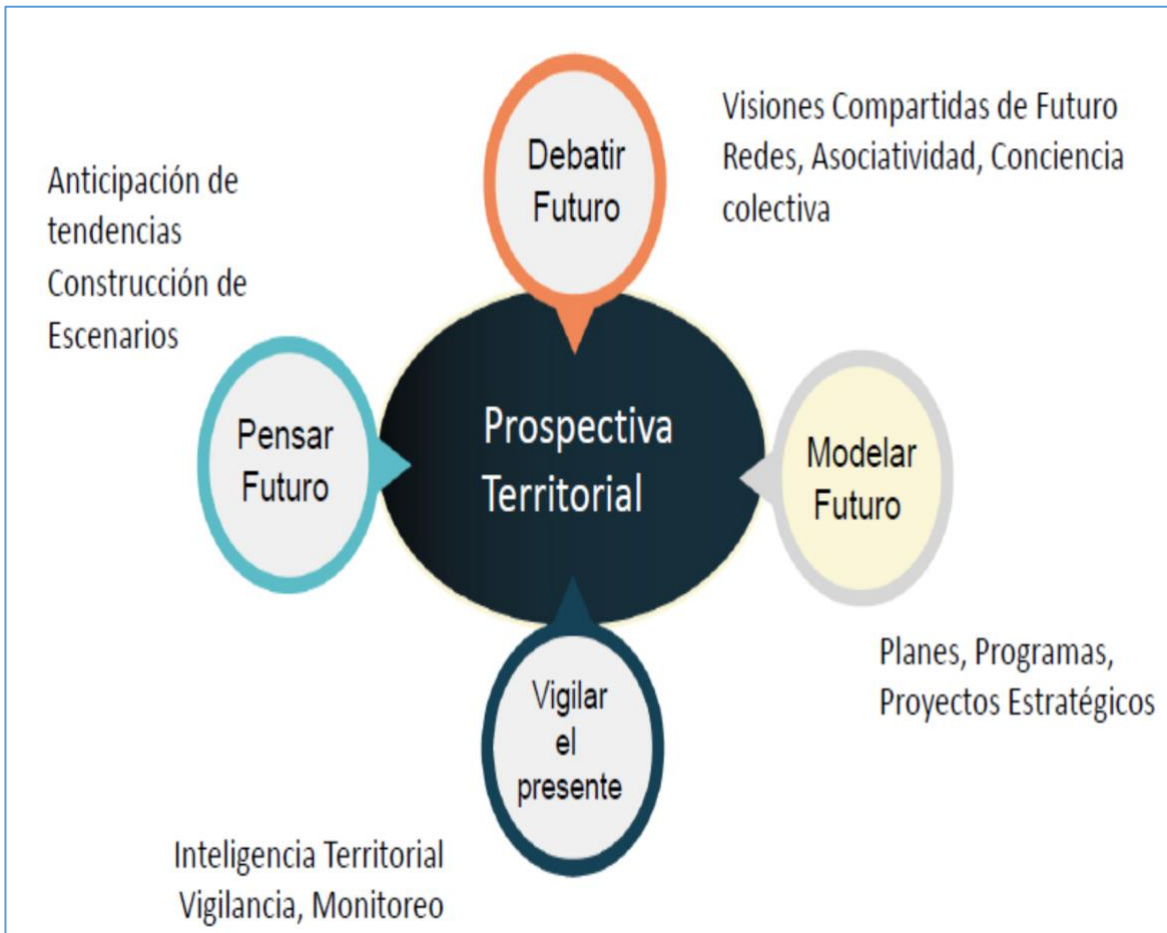 Debatir
Futuro
Visiones Compartidas de Futuro
Redes, Asociatividad, Conciencia
colectiva
Anticipación de
tendencias
Construcción de
Escenarios
Pensar
Futuro
Prospectiva
Territorial
Modelar
Futuro
Planes, Programas,
Proyectos Estratégicos
Vigilar
el
presente
Inteligencia Territorial
Vigilancia, Monitoreo